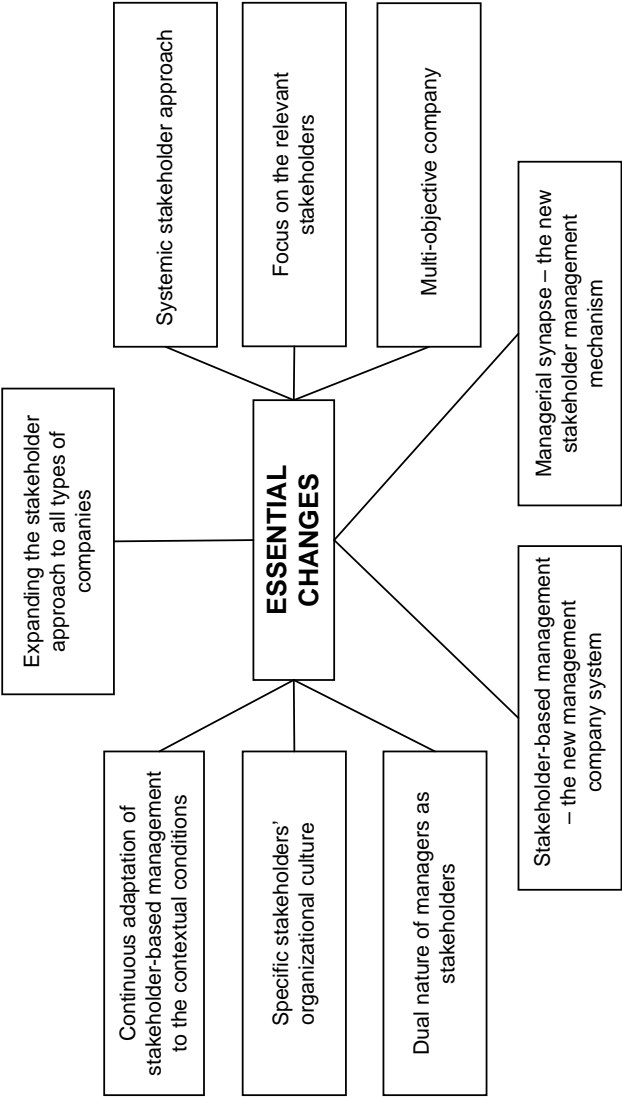 Expanding the stakeholder
approach to all types of
companies
Continuous adaptation of
stakeholder-based management
to the contextual conditions
Systemic stakeholder approach
Specific stakeholders’
organizational culture
ESSENTIAL
CHANGES
Focus on the relevant
stakeholders
Dual nature of managers as
stakeholders
Multi-objective company
Stakeholder-based management
– the new management
company system
Managerial synapse – the new
stakeholder management
mechanism